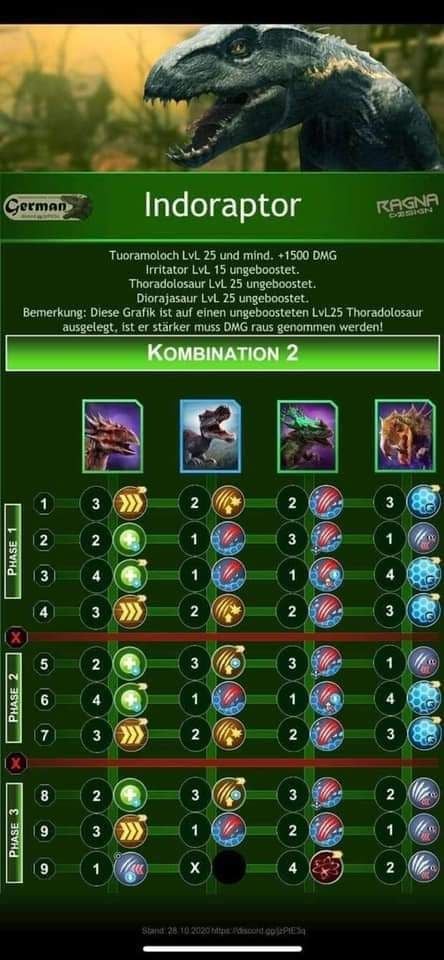 German
Indoraptor
RAGNA
DESIGN
Tuoramoloch LvL 25 und mind. +1500 DMG
Irritator LvL 15 ungeboostet.
Thoradolosaur LvL 25 ungeboostet.
Diorajasaur LvL 25 ungeboostet.
Bemerkung: Diese Grafik ist auf einen ungeboosteten LvL25 Thoradolosaur
ausgelegt, ist er stärker muss DMG raus genommen werden!
KOMBINATION 2
PHASE 1
1 3 2 2 3
2 2 1 3 1
3 4 1 1 4
4 3 2 2 3
X
PHASE 2
5 2 3 3 1
6 4 1 1 4
7 3 2 2 3
X
PHASE 3
8 2 3 3 2
9 3 1 2 1
9 1 X 4 2
Stand: 28.10.2020 https://discord.gg/jzPtE3q